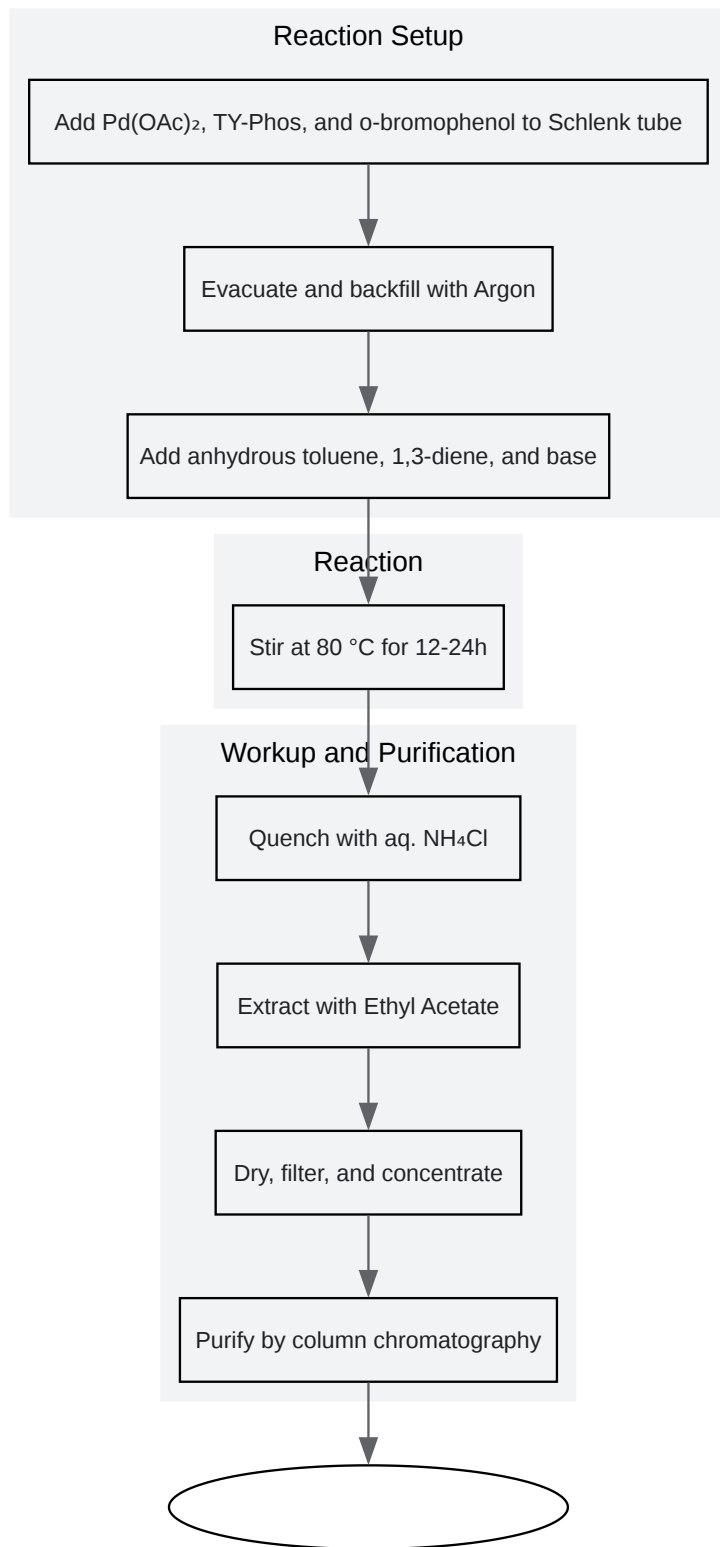 Reaction Setup
Add Pd(OAc)₂, TY-Phos, and o-bromophenol to Schlenk tube
Evacuate and backfill with Argon
Add anhydrous toluene, 1,3-diene, and base
Reaction
Stir at 80 °C for 12-24h
Workup and Purification
Quench with aq. NH₄Cl
Extract with Ethyl Acetate
Dry, filter, and concentrate
Purify by column chromatography